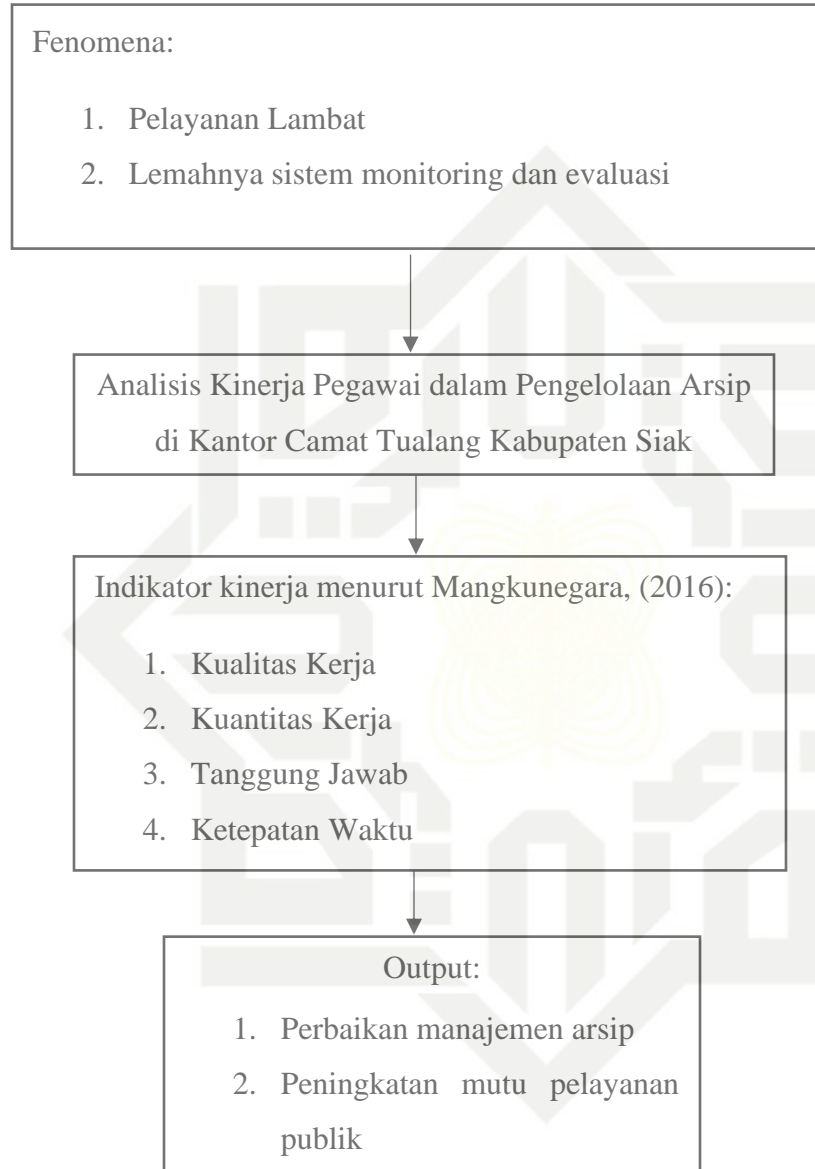 Fenomena:
1. Pelayanan Lambat
2. Lemahnya sistem monitoring dan evaluasi
Analisis Kinerja Pegawai dalam Pengelolaan Arsip
di Kantor Camat Tualang Kabupaten Siak
Indikator kinerja menurut Mangkunegara, (2016):
1. Kualitas Kerja
2. Kuantitas Kerja
3. Tanggung Jawab
4. Ketepatan Waktu
Output:
1. Perbaikan manajemen arsip
2. Peningkatan mutu pelayanan
publik